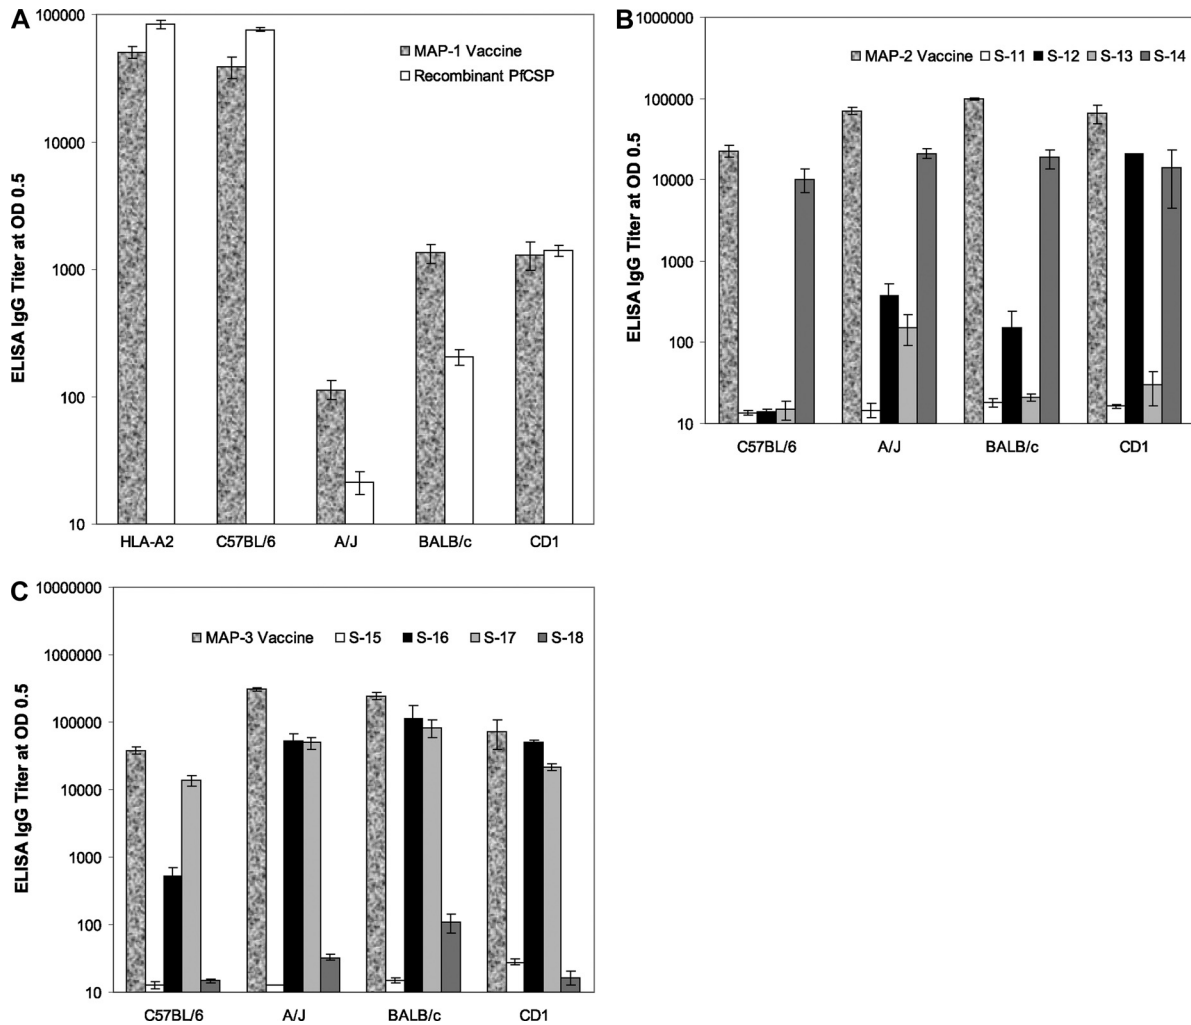 A
ELISA IgG Titer at OD 0.5
100000
10000
1000
100
10
MAP-1 Vaccine
Recombinant PfCSP
HLA-A2 C57BL/6 A/J BALB/c CD1
B
ELISA IgG Titer at OD 0.5
1000000
100000
10000
1000
100
10
MAP-2 Vaccine S-11 S-12 S-13 S-14
C57BL/6 A/J BALB/c CD1
C
ELISA IgG Titer at OD 0.5
10000000
1000000
100000
10000
1000
100
10
MAP-3 Vaccine S-15 S-16 S-17 S-18
C57BL/6 A/J BALB/c CD1